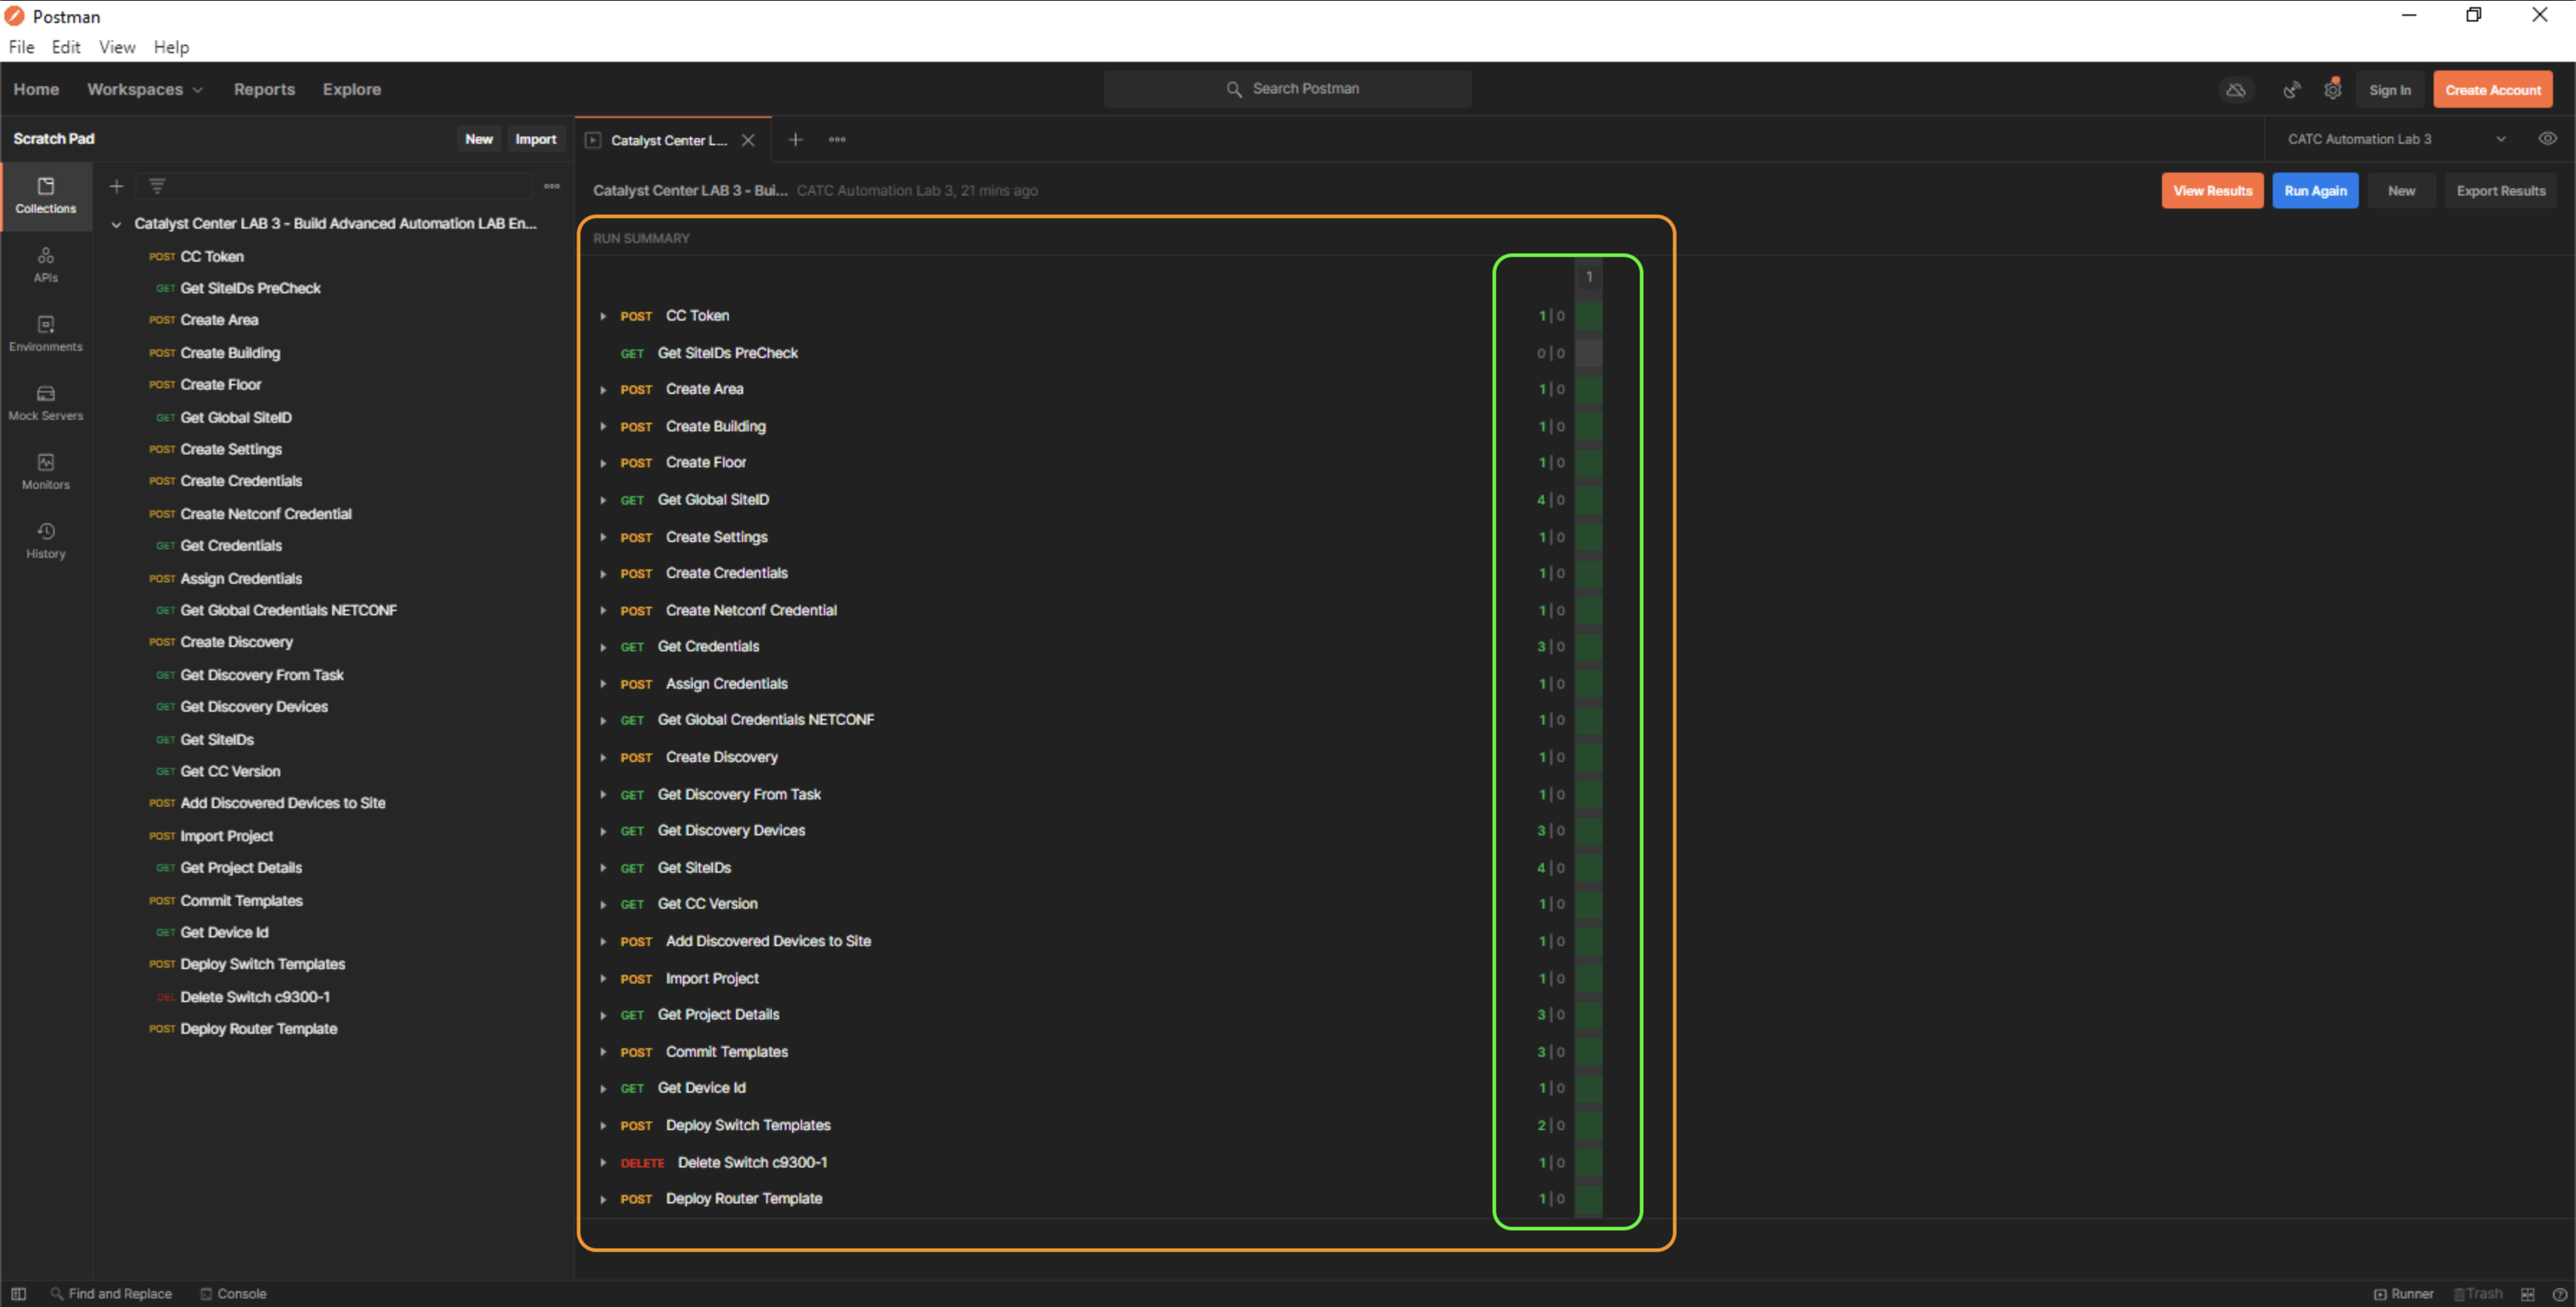 Postman
File Edit View Help
Home Workspaces Reports Explore Search Postman Sign In Create Account
Scratch Pad New Import Catalyst Center L... CATC Automation Lab 3
Catalyst Center LAB 3 - Bui... CATC Automation Lab 3, 21 mins ago View Results Run Again New Export Results
Collections
APIs
Environments
Mock Servers
Monitors
History
Catalyst Center LAB 3 - Build Advanced Automation LAB En...
POST CC Token
GET Get SiteIDs PreCheck
POST Create Area
POST Create Building
POST Create Floor
GET Get Global SiteID
POST Create Settings
POST Create Credentials
POST Create Netconf Credential
GET Get Credentials
POST Assign Credentials
GET Get Global Credentials NETCONF
POST Create Discovery
GET Get Discovery From Task
GET Get Discovery Devices
GET Get SiteIDs
GET Get CC Version
POST Add Discovered Devices to Site
POST Import Project
GET Get Project Details
POST Commit Templates
GET Get Device Id
POST Deploy Switch Templates
DEL Delete Switch c9300-1
POST Deploy Router Template
RUN SUMMARY
1
POST CC Token 1 | 0
GET Get SiteIDs PreCheck 0 | 0
POST Create Area 1 | 0
POST Create Building 1 | 0
POST Create Floor 1 | 0
GET Get Global SiteID 4 | 0
POST Create Settings 1 | 0
POST Create Credentials 1 | 0
POST Create Netconf Credential 1 | 0
GET Get Credentials 3 | 0
POST Assign Credentials 1 | 0
GET Get Global Credentials NETCONF 1 | 0
POST Create Discovery 1 | 0
GET Get Discovery From Task 1 | 0
GET Get Discovery Devices 3 | 0
GET Get SiteIDs 4 | 0
GET Get CC Version 1 | 0
POST Add Discovered Devices to Site 1 | 0
POST Import Project 1 | 0
GET Get Project Details 3 | 0
POST Commit Templates 3 | 0
GET Get Device Id 1 | 0
POST Deploy Switch Templates 2 | 0
DELETE Delete Switch c9300-1 1 | 0
POST Deploy Router Template 1 | 0
Find and Replace Console Runner Trash